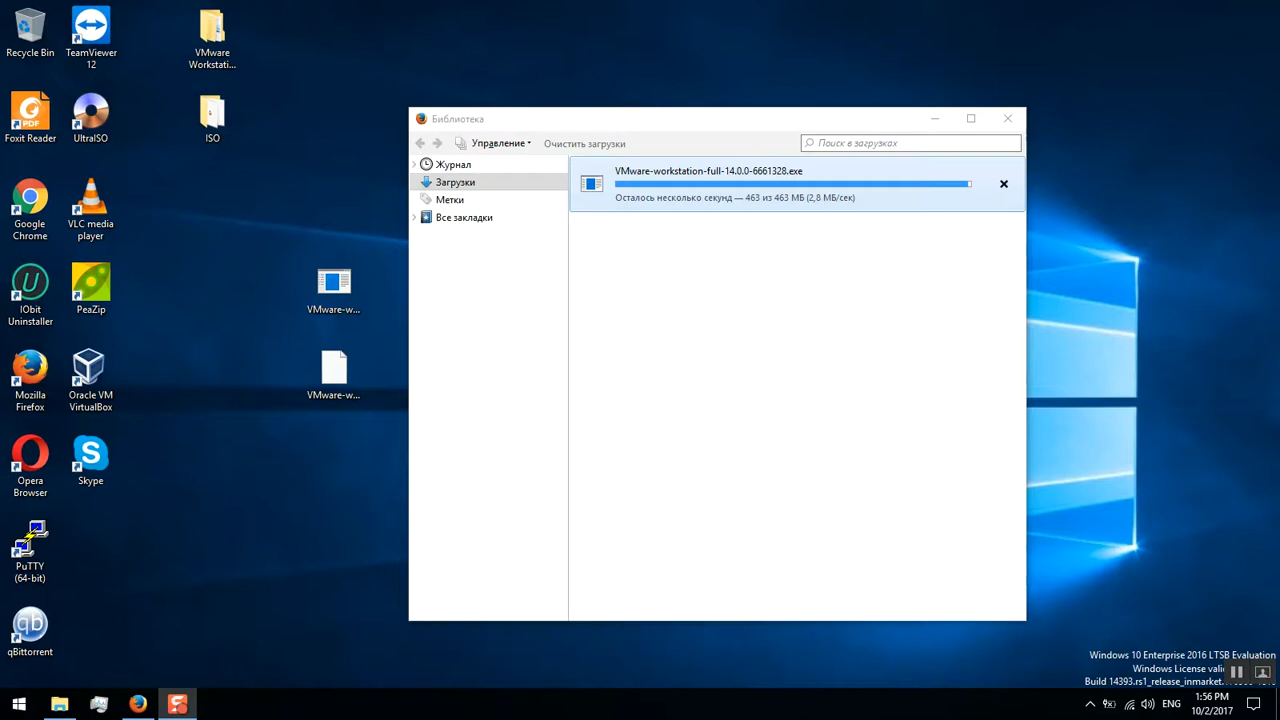 Recycle Bin
TeamViewer
12
VMware
Workstati...
Foxit Reader
UltraISO
ISO
Google
Chrome
VLC media
player
IObit
Uninstaller
PeaZip
VMware-w...
Mozilla
Firefox
Oracle VM
VirtualBox
VMware-w...
Opera
Browser
Skype
PuTTY
(64-bit)
qBittorrent
Библиотека
Управление
Очистить загрузки
Поиск в загрузках
Журнал
Загрузки
Метки
Все закладки
VMware-workstation-full-14.0.0-6661328.exe
Осталось несколько секунд — 463 из 463 МБ (2,8 МБ/сек)
Windows 10 Enterprise 2016 LTSB Evaluation
Windows License
Build 14393.rs1_release_inmarket
ENG
1:56 PM
10/2/2017